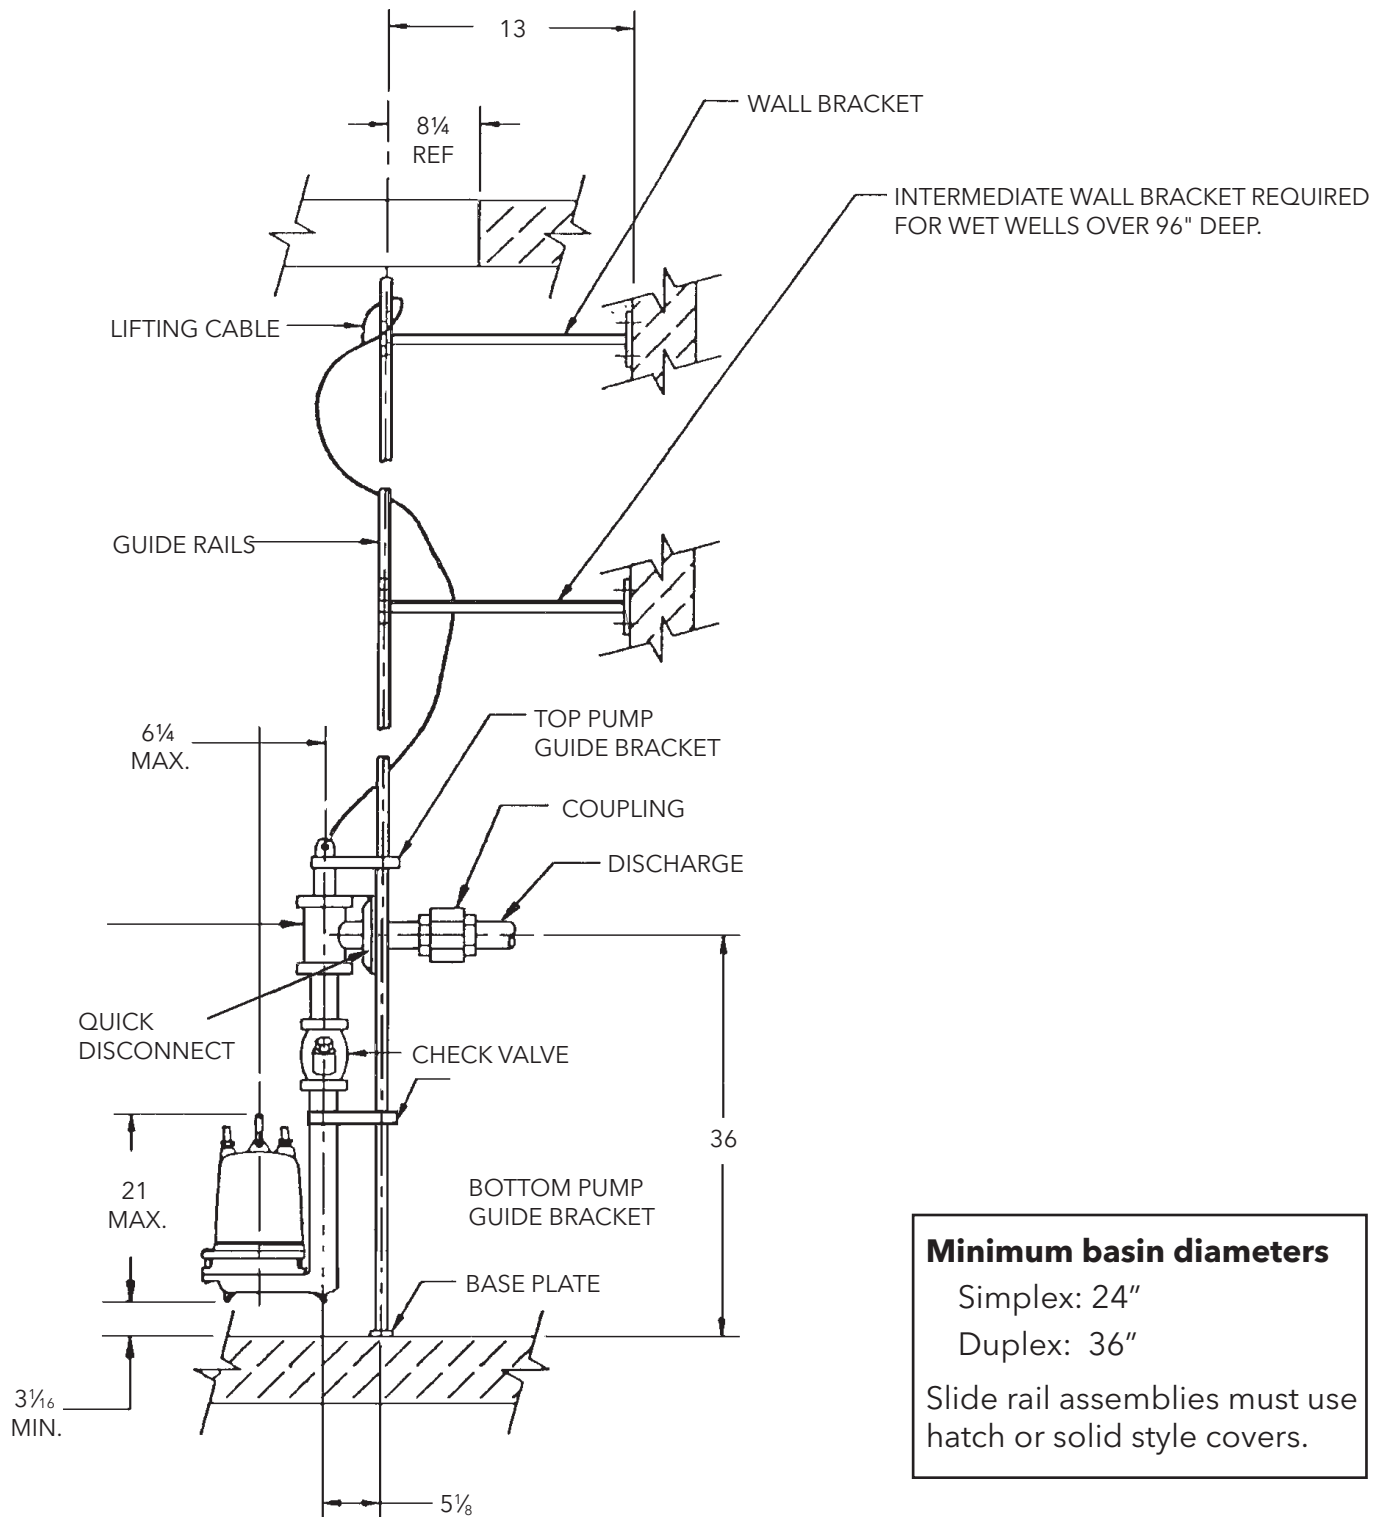 13
WALL BRACKET
8¼
REF
INTERMEDIATE WALL BRACKET REQUIRED
FOR WET WELLS OVER 96" DEEP.
LIFTING CABLE
GUIDE RAILS
TOP PUMP
GUIDE BRACKET
6¼
MAX.
COUPLING
DISCHARGE
QUICK
DISCONNECT
CHECK VALVE
36
21
MAX.
BOTTOM PUMP
GUIDE BRACKET
BASE PLATE
3 1/16
MIN.
5⅛
Minimum basin diameters
Simplex: 24"
Duplex: 36"
Slide rail assemblies must use
hatch or solid style covers.